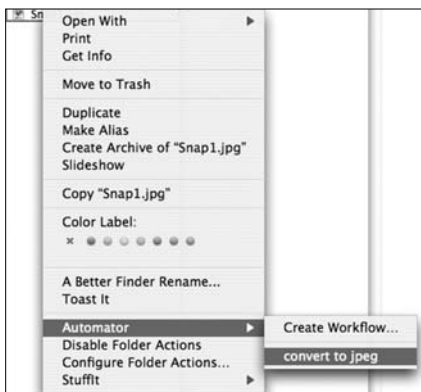 Sn
Open With
Print
Get Info
Move to Trash
Duplicate
Make Alias
Create Archive of “Snap1.jpg”
Slideshow
Copy “Snap1.jpg”
Color Label:
A Better Finder Rename...
Toast It
Automator
Create Workflow...
Disable Folder Actions
convert to jpeg
Configure Folder Actions...
StuffIt